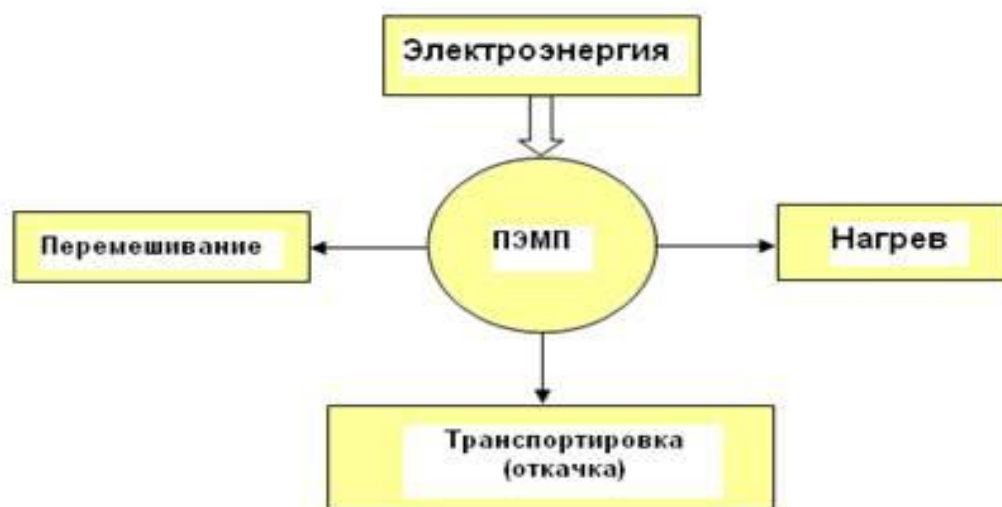 Электроэнергия
Перемешивание
ПЭМП
Нагрев
Транспортировка
(откачка)